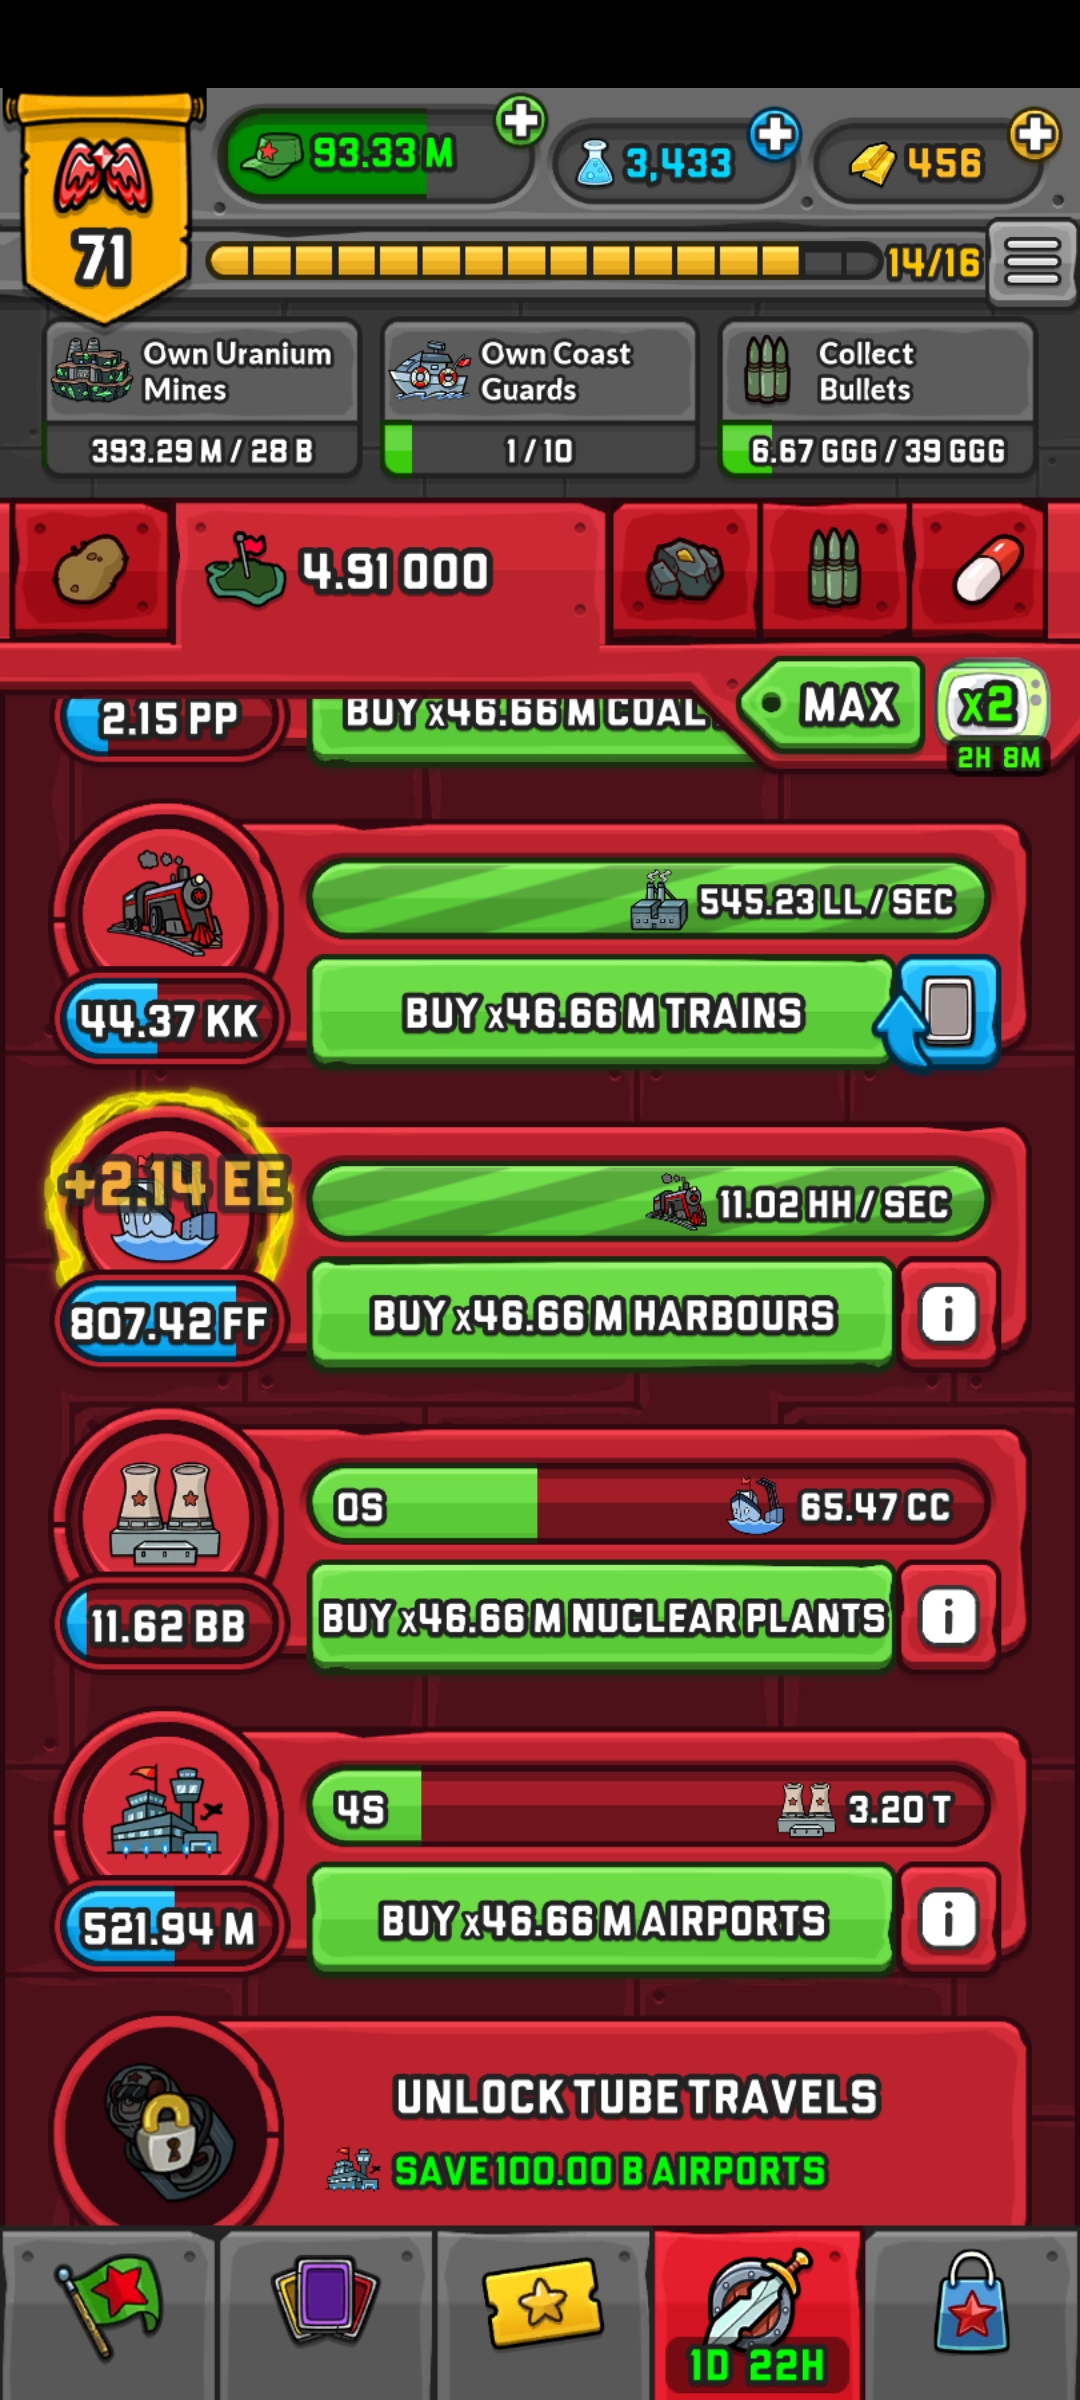 93.33 M
3,433
456
71
14/16
Own Uranium
Mines
393.29 M / 28 B
Own Coast
Guards
1 / 10
Collect
Bullets
6.67 GGG / 39 GGG
4.91 000
MAX
x2
2H 8M
2.15 PP
BUY x46.66 M COAL
545.23 LL / SEC
44.37 KK
BUY x46.66 M TRAINS
+2.14 EE
11.02 HH / SEC
807.42 FF
BUY x46.66 M HARBOURS
i
0S
65.47 CC
11.62 BB
BUY x46.66 M NUCLEAR PLANTS
i
4S
3.20 T
521.94 M
BUY x46.66 M AIRPORTS
i
UNLOCK TUBE TRAVELS
SAVE 100.00 B AIRPORTS
1D 22H